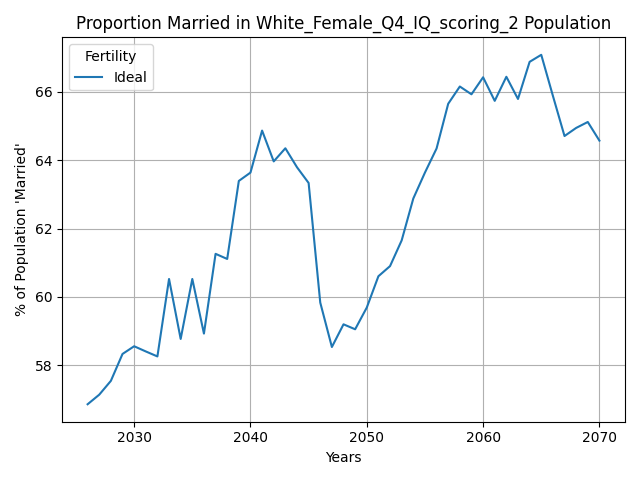 Proportion Married in White_Female_Q4_IQ_scoring_2 Population
Fertility
Ideal
% of Population 'Married'
66
64
62
60
58
2030 2040 2050 2060 2070
Years